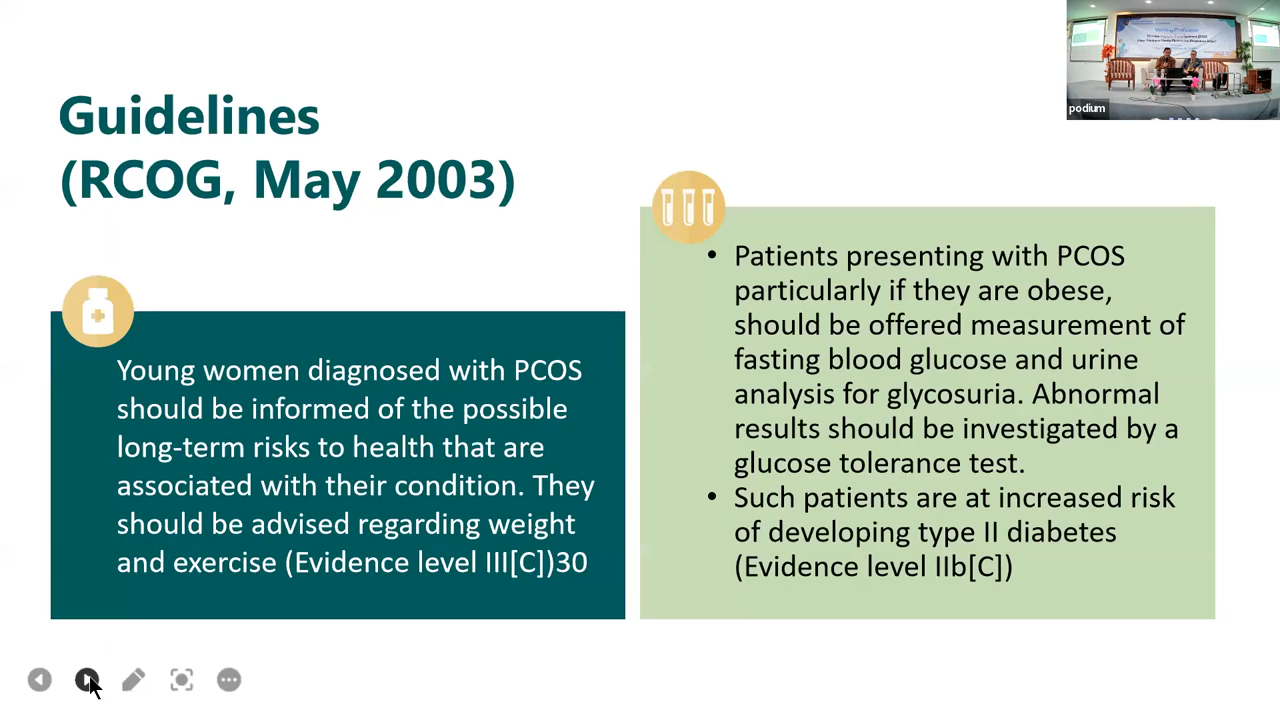 Guidelines
(RCOG, May 2003)
Young women diagnosed with PCOS
should be informed of the possible
long-term risks to health that are
associated with their condition. They
should be advised regarding weight
and exercise (Evidence level III[C])30
• Patients presenting with PCOS
particularly if they are obese,
should be offered measurement of
fasting blood glucose and urine
analysis for glycosuria. Abnormal
results should be investigated by a
glucose tolerance test.
• Such patients are at increased risk
of developing type II diabetes
(Evidence level IIb[C])
Visiting Professor
podium